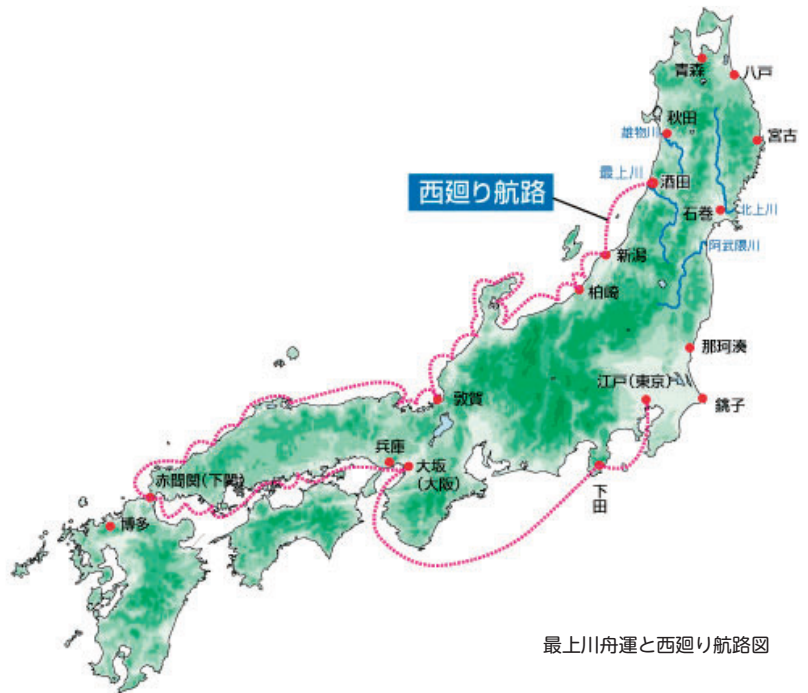 青森
八戸
秋田
雄物川
宮古
最上川
酒田
西廻り航路
石巻
北上川
新潟
阿武隈川
柏崎
那珂湊
江戸(東京)
敦賀
銚子
兵庫
大坂
(大阪)
赤間関(下関)
下田
博多
最上川舟運と西廻り航路図